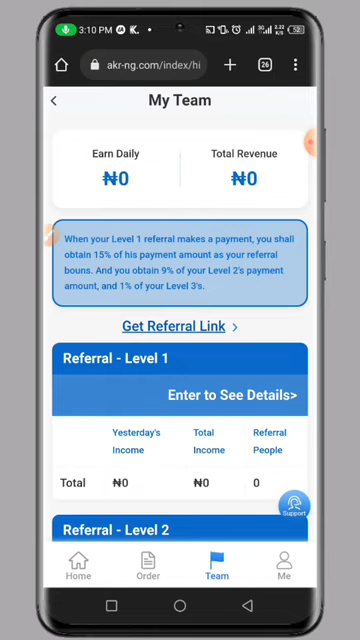 3:10 PM
3G
2.22
K/S
52
akr-ng.com/index/hi
26
My Team
Earn Daily
Total Revenue
₦0
₦0
When your Level 1 referral makes a payment, you shall
obtain 15% of his payment amount as your referral
bouns. And you obtain 9% of your Level 2's payment
amount, and 1% of your Level 3's.
Get Referral Link >
Referral - Level 1
Enter to See Details>
Yesterday's Income
Total Income
Referral People
Total ₦0 ₦0 0
Support
Referral - Level 2
Home Order Team Me